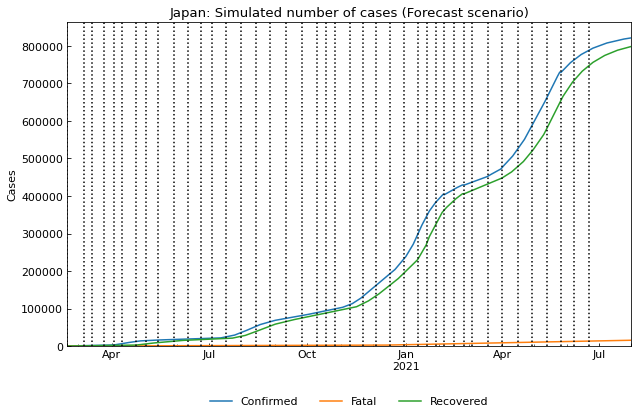 Japan: Simulated number of cases (Forecast scenario)
Cases
800000
700000
600000
500000
400000
300000
200000
100000
0
Apr Jul Oct Jan Apr Jul
2021
Confirmed Fatal Recovered